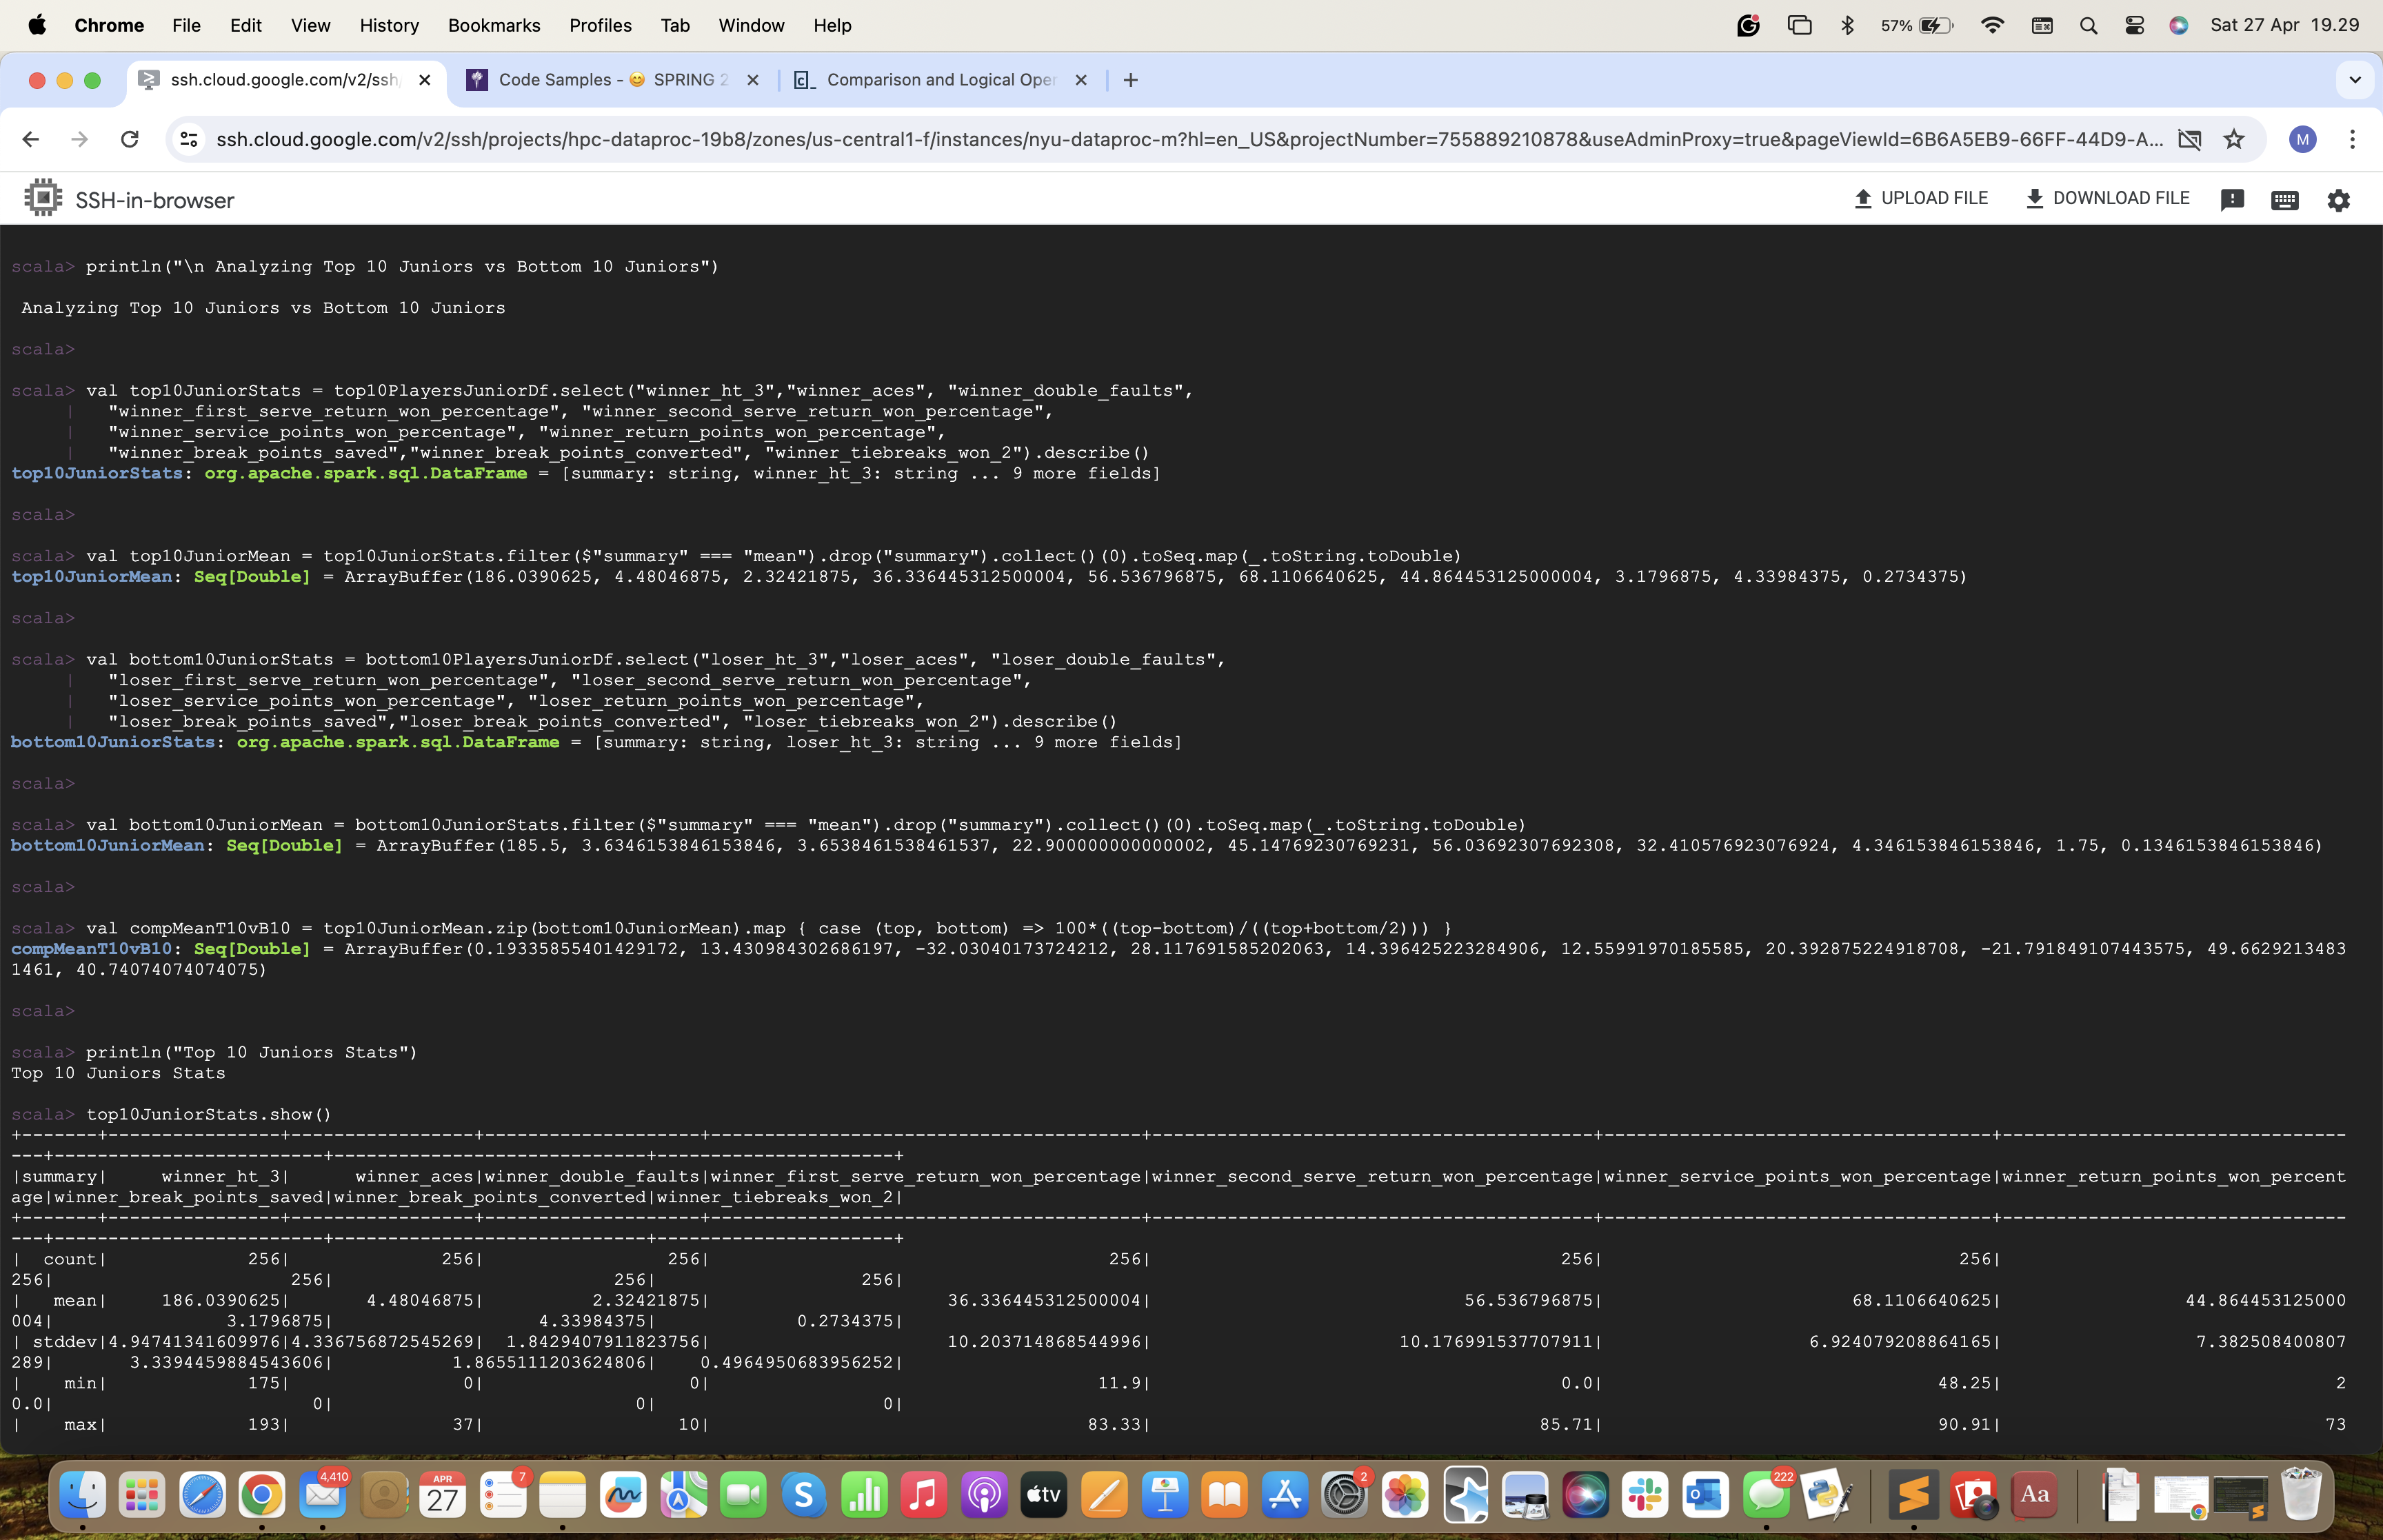 Chrome File Edit View History Bookmarks Profiles Tab Window Help 57% Sat 27 Apr 19.29
ssh.cloud.google.com/v2/ssh Code Samples - 😊 SPRING 2 Comparison and Logical Oper
ssh.cloud.google.com/v2/ssh/projects/hpc-dataproc-19b8/zones/us-central1-f/instances/nyu-dataproc-m?hl=en_US&projectNumber=755889210878&useAdminProxy=true&pageViewId=6B6A5EB9-66FF-44D9-A... M
SSH-in-browser UPLOAD FILE DOWNLOAD FILE
scala> println("\n Analyzing Top 10 Juniors vs Bottom 10 Juniors")
Analyzing Top 10 Juniors vs Bottom 10 Juniors
scala>
scala> val top10JuniorStats = top10PlayersJuniorDf.select("winner_ht_3","winner_aces", "winner_double_faults",
| "winner_first_serve_return_won_percentage", "winner_second_serve_return_won_percentage",
| "winner_service_points_won_percentage", "winner_return_points_won_percentage",
| "winner_break_points_saved","winner_break_points_converted", "winner_tiebreaks_won_2").describe()
top10JuniorStats: org.apache.spark.sql.DataFrame = [summary: string, winner_ht_3: string ... 9 more fields]
scala>
scala> val top10JuniorMean = top10JuniorStats.filter($"summary" === "mean").drop("summary").collect()(0).toSeq.map(_.toString.toDouble)
top10JuniorMean: Seq[Double] = ArrayBuffer(186.0390625, 4.48046875, 2.32421875, 36.336445312500004, 56.536796875, 68.1106640625, 44.864453125000004, 3.1796875, 4.33984375, 0.2734375)
scala>
scala> val bottom10JuniorStats = bottom10PlayersJuniorDf.select("loser_ht_3","loser_aces", "loser_double_faults",
| "loser_first_serve_return_won_percentage", "loser_second_serve_return_won_percentage",
| "loser_service_points_won_percentage", "loser_return_points_won_percentage",
| "loser_break_points_saved","loser_break_points_converted", "loser_tiebreaks_won_2").describe()
bottom10JuniorStats: org.apache.spark.sql.DataFrame = [summary: string, loser_ht_3: string ... 9 more fields]
scala>
scala> val bottom10JuniorMean = bottom10JuniorStats.filter($"summary" === "mean").drop("summary").collect()(0).toSeq.map(_.toString.toDouble)
bottom10JuniorMean: Seq[Double] = ArrayBuffer(185.5, 3.6346153846153846, 3.6538461538461537, 22.900000000000002, 45.14769230769231, 56.03692307692308, 32.410576923076924, 4.346153846153846, 1.75, 0.1346153846153846)
scala>
scala> val compMeanT10vB10 = top10JuniorMean.zip(bottom10JuniorMean).map { case (top, bottom) => 100*((top-bottom)/((top+bottom/2))) }
compMeanT10vB10: Seq[Double] = ArrayBuffer(0.19335855401429172, 13.430984302686197, -32.03040173724212, 28.117691585202063, 14.396425223284906, 12.55991970185585, 20.392875224918708, -21.791849107443575, 49.6629213483
1461, 40.74074074074075)
scala>
scala> println("Top 10 Juniors Stats")
Top 10 Juniors Stats
scala> top10JuniorStats.show()
|summary| winner_ht_3| winner_aces|winner_double_faults|winner_first_serve_return_won_percentage|winner_second_serve_return_won_percentage|winner_service_points_won_percentage|winner_return_points_won_percent
age|winner_break_points_saved|winner_break_points_converted|winner_tiebreaks_won_2|
| count| 256| 256| 256| 256| 256| 256|
256| 256| 256| 256|
| mean| 186.0390625| 4.48046875| 2.32421875| 36.336445312500004| 56.536796875| 68.1106640625| 44.864453125000
004| 3.1796875| 4.33984375| 0.2734375|
| stddev|4.94741341609976|4.336756872545269| 1.8429407911823756| 10.203714868544996| 10.176991537707911| 6.924079208864165| 7.382508400807
289| 3.3394459884543606| 1.8655111203624806| 0.4964950683956252|
| min| 175| 0| 0| 11.9| 0.0| 48.25| 2
0.0| 0| 0| 0|
| max| 193| 37| 10| 83.33| 85.71| 90.91| 73
4,410 APR 27 7 tv 2 222 Aa